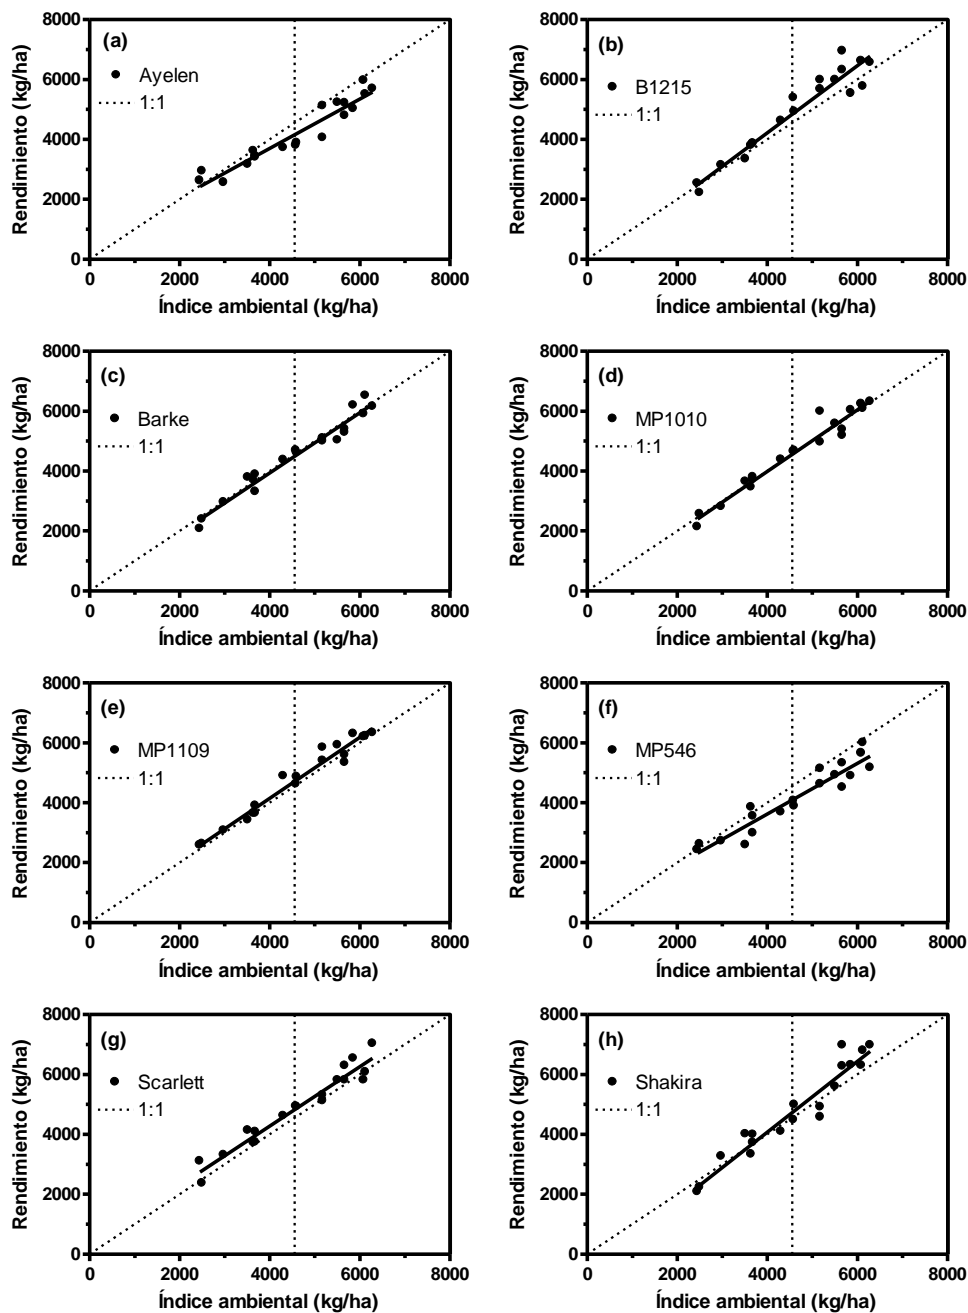 8000
(a)
6000
Ayelen
1:1
4000
2000
0
0 2000 4000 6000 8000
Rendimiento (kg/ha)
Índice ambiental (kg/ha)
8000
(b)
6000
B1215
1:1
4000
2000
0
0 2000 4000 6000 8000
Rendimiento (kg/ha)
Índice ambiental (kg/ha)
8000
(c)
6000
Barke
1:1
4000
2000
0
0 2000 4000 6000 8000
Rendimiento (kg/ha)
Índice ambiental (kg/ha)
8000
(d)
6000
MP1010
1:1
4000
2000
0
0 2000 4000 6000 8000
Rendimiento (kg/ha)
Índice ambiental (kg/ha)
8000
(e)
6000
MP1109
1:1
4000
2000
0
0 2000 4000 6000 8000
Rendimiento (kg/ha)
Índice ambiental (kg/ha)
8000
(f)
6000
MP546
1:1
4000
2000
0
0 2000 4000 6000 8000
Rendimiento (kg/ha)
Índice ambiental (kg/ha)
8000
(g)
6000
Scarlett
1:1
4000
2000
0
0 2000 4000 6000 8000
Rendimiento (kg/ha)
Índice ambiental (kg/ha)
8000
(h)
6000
Shakira
1:1
4000
2000
0
0 2000 4000 6000 8000
Rendimiento (kg/ha)
Índice ambiental (kg/ha)